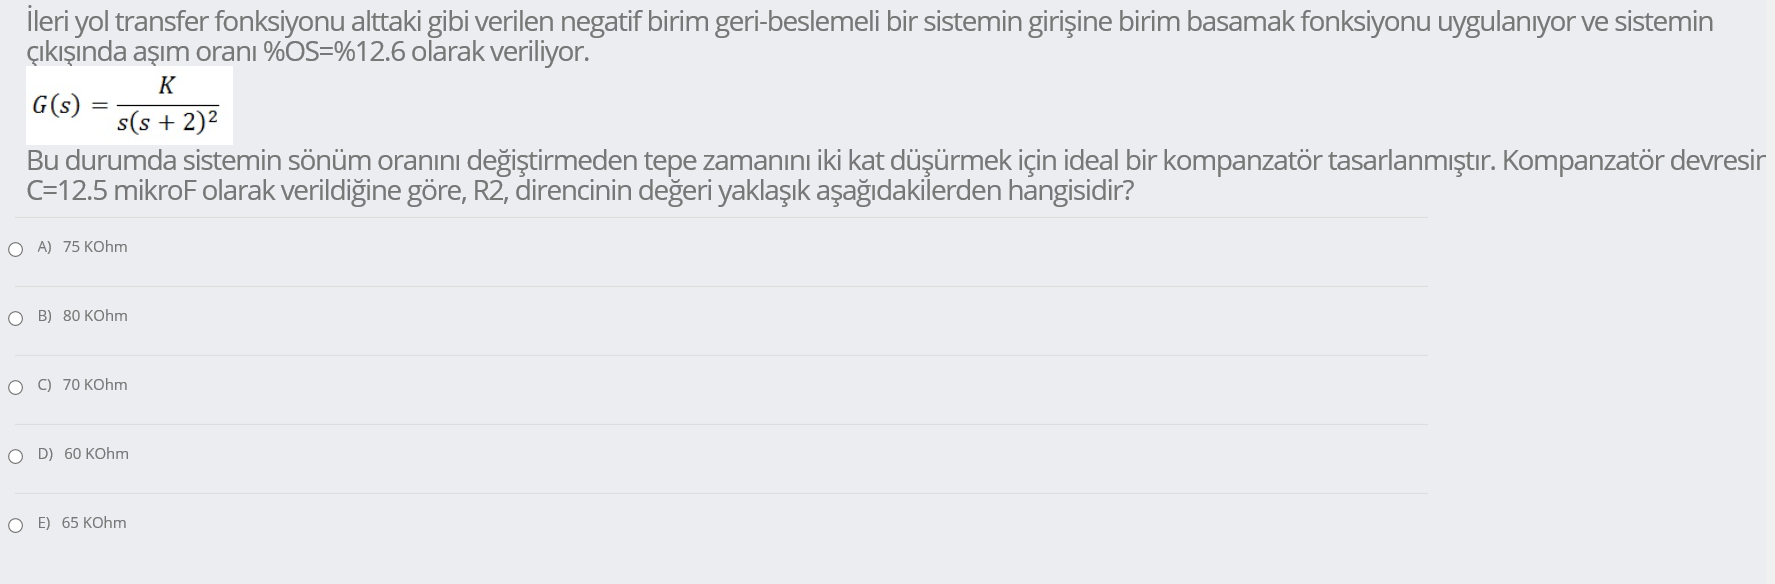 İleri yol transfer fonksiyonu alttaki gibi verilen negatif birim geri-beslemeli bir sistemin girişine birim basamak fonksiyonu uygulanıyor ve sistemin
çıkışında aşım oranı %OS=%12.6 olarak veriliyor.
G(s) = K / s(s + 2)²
Bu durumda sistemin sönüm oranını değiştirmeden tepe zamanını iki kat düşürmek için ideal bir kompanzatör tasarlanmıştır. Kompanzatör devresir
C=12.5 mikroF olarak verildiğine göre, R2, direncinin değeri yaklaşık aşağıdakilerden hangisidir?
A) 75 KOhm
B) 80 KOhm
C) 70 KOhm
D) 60 KOhm
E) 65 KOhm